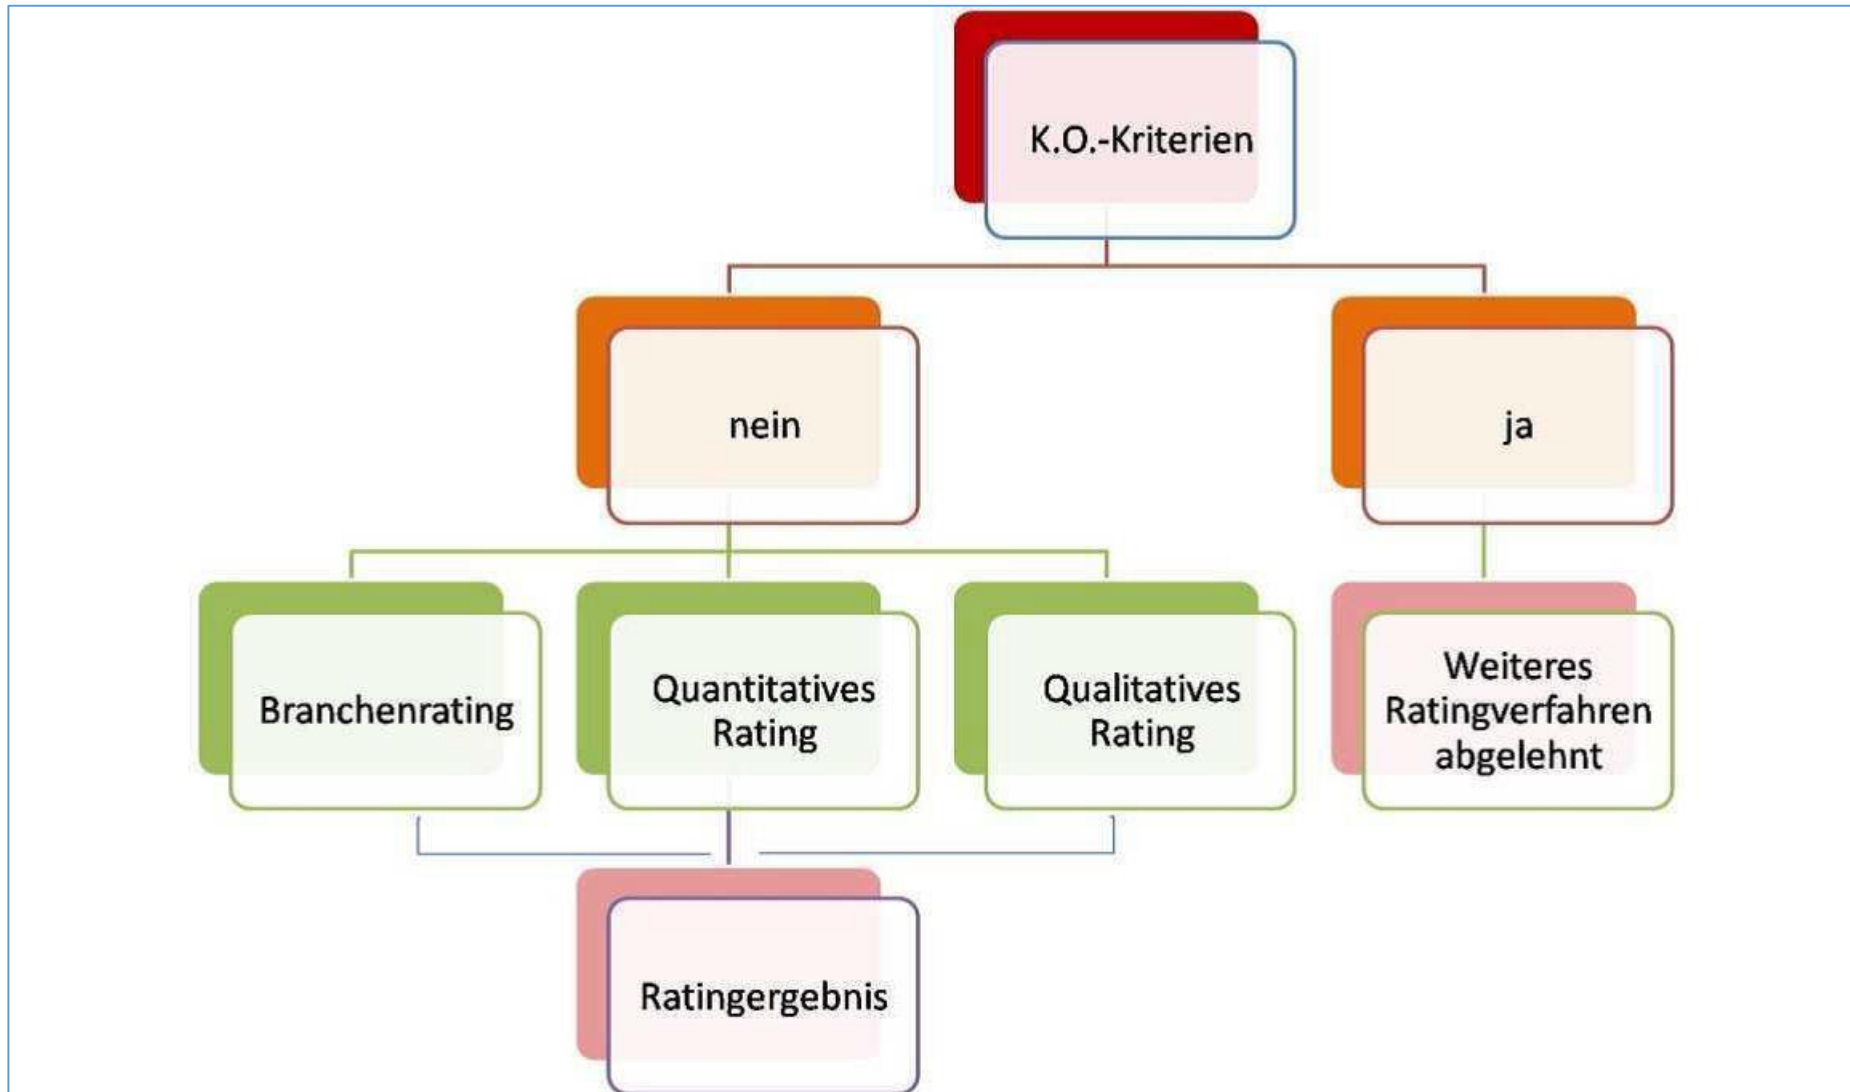 K.O.-Kriterien
nein
ja
Branchenrating
Quantitatives
Rating
Qualitatives
Rating
Weiteres
Ratingverfahren
abgelehnt
Ratingergebnis